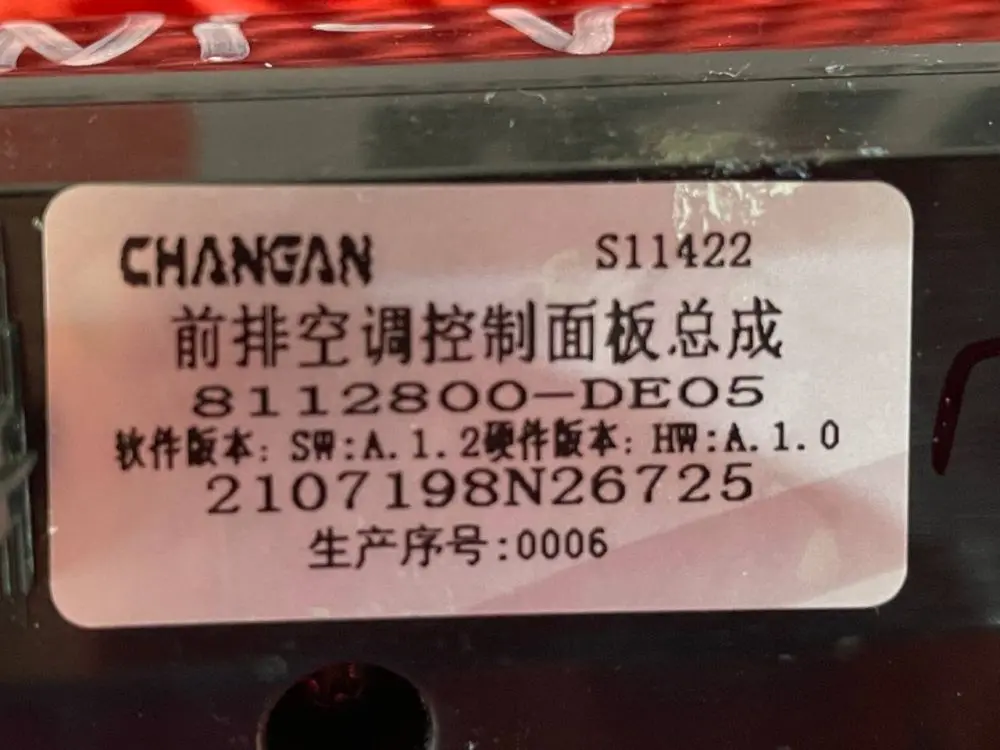 CHANGAN S11422
前排空调控制面板总成
8112800-DE05
软件版本: SW:A.1.2硬件版本: HW:A.1.0
2107198N26725
生产序号:0006